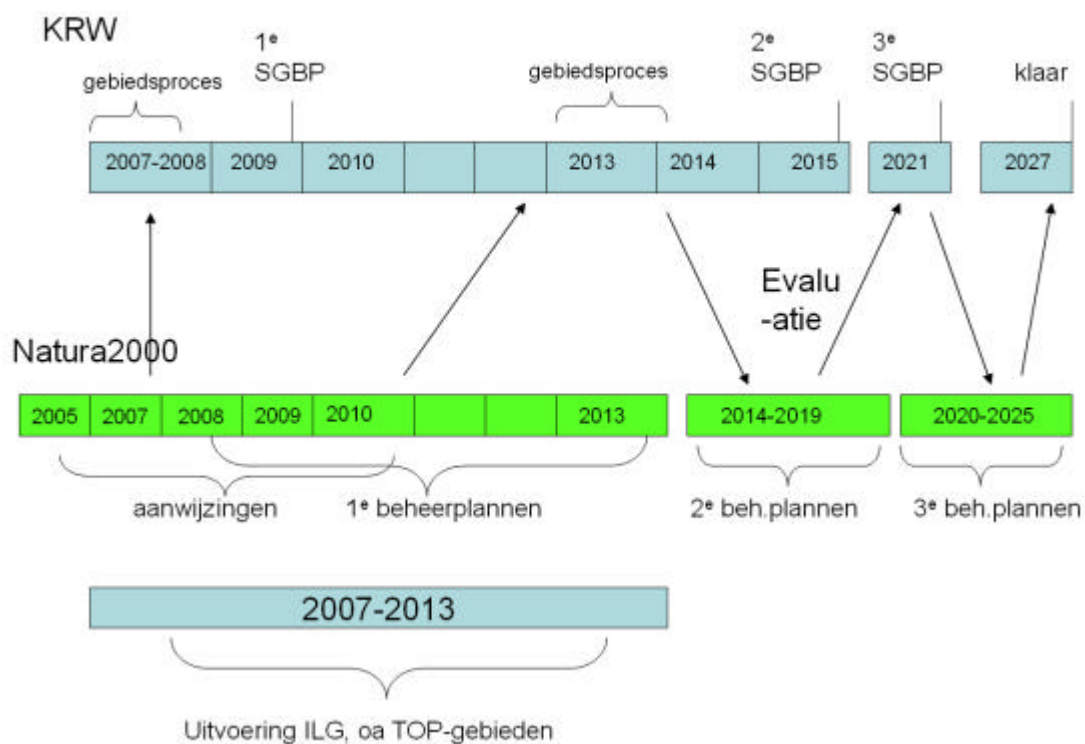 KRW
1e
SGBP
2e
SGBP
3e
SGBP
klaar
gebiedsproces
gebiedsproces
2007-2008 2009 2010 2013 2014 2015 2021 2027
Evalu
-atie
Natura2000
2005 2007 2008 2009 2010 2013 2014-2019 2020-2025
aanwijzingen 1e beheerplannen 2e beh.plannen 3e beh.plannen
2007-2013
Uitvoering ILG, oa TOP-gebieden